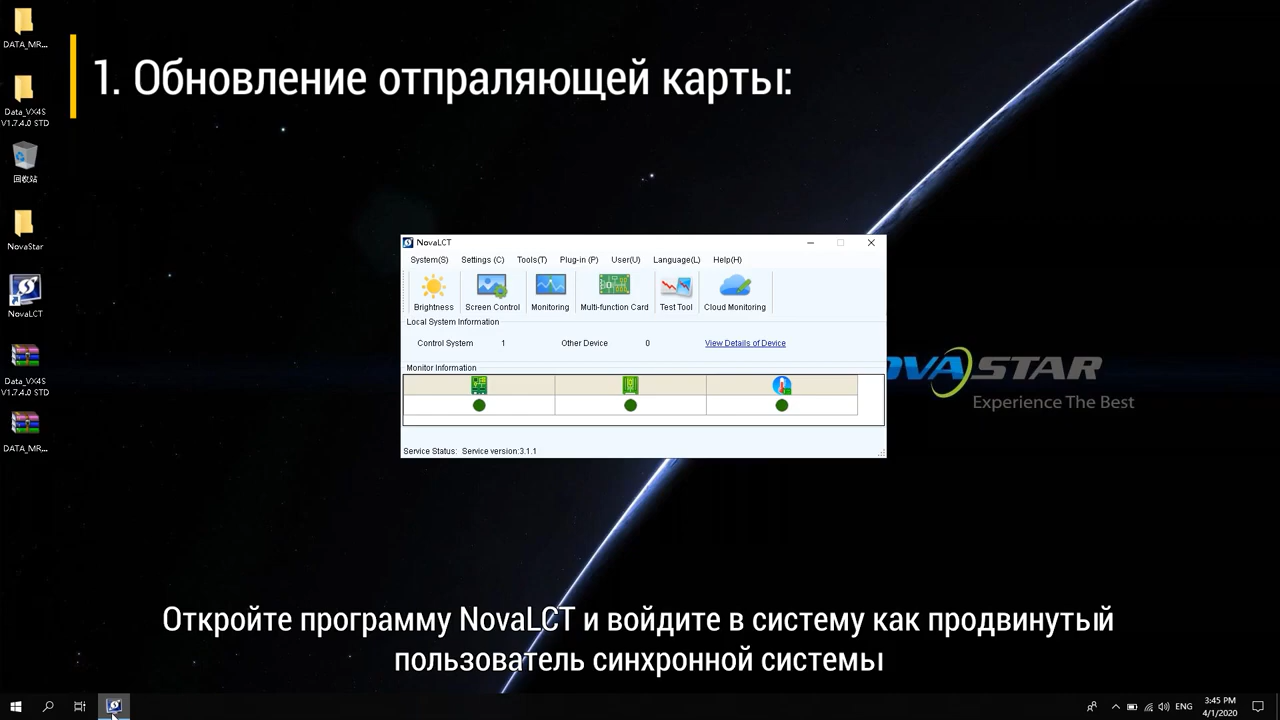 DATA_MR...
Data_VX4S
V1.7.4.0 STD
回收站
NovaStar
NovaLCT
Data_VX4S
V1.7.4.0 STD
DATA_MR...
1. Обновление отпраляющей карты:
NovaLCT
System(S) Settings (C) Tools(T) Plug-in (P) User(U) Language(L) Help(H)
Brightness Screen Control Monitoring Multi-function Card Test Tool Cloud Monitoring
Local System Information
Control System 1 Other Device 0 View Details of Device
Monitor Information
Service Status: Service version:3.1.1
NOVASTAR
Experience The Best
Откройте программу NovaLCT и войдите в систему как продвинутый
пользователь синхронной системы
ENG
3:45 PM
4/1/2020